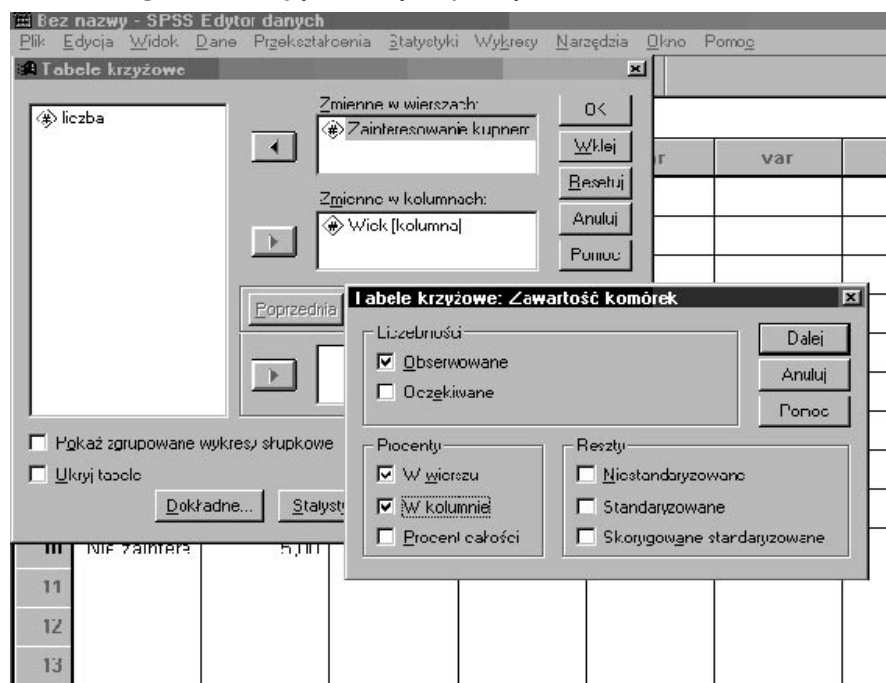 Bez nazwy - SPSS Edytor danych
Plik Edycja Widok Dane Przekształcenia Statystyki Wykresy Narzędzia Okno Pomoc
Tabele krzyżowe
liczba
Zmienne w wierszach:
Zainteresowanie kupnem
Zmienne w kolumnach:
Wiek [kolumna]
OK
Wklej
Resetuj
Anuluj
Pomoc
var
Poprzednia
Pokaż zgrupowane wykresy słupkowe
Ukryj tabele
Dokładne...
Statyst
Tabele krzyżowe: Zawartość komórek
Liczebności
Obserwowane
Oczekiwane
Dalej
Anuluj
Pomoc
Procenty
W wierszu
W kolumnie
Procent całości
Reszty
Niestandaryzowane
Standaryzowane
Skorygowane standaryzowane
10 Nie zaintere 5,00
11
12
13